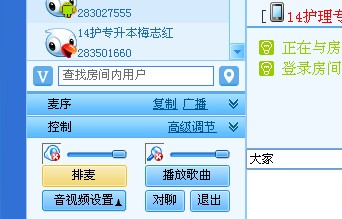 283027555
14护专升本梅志红
283501660
V 查找房间内用户
麦序 复制 广播
控制 高级调节
排麦 播放歌曲
音视频设置▲ 对聊 退出
[ 14护理专
正在与房
登录房间
大家